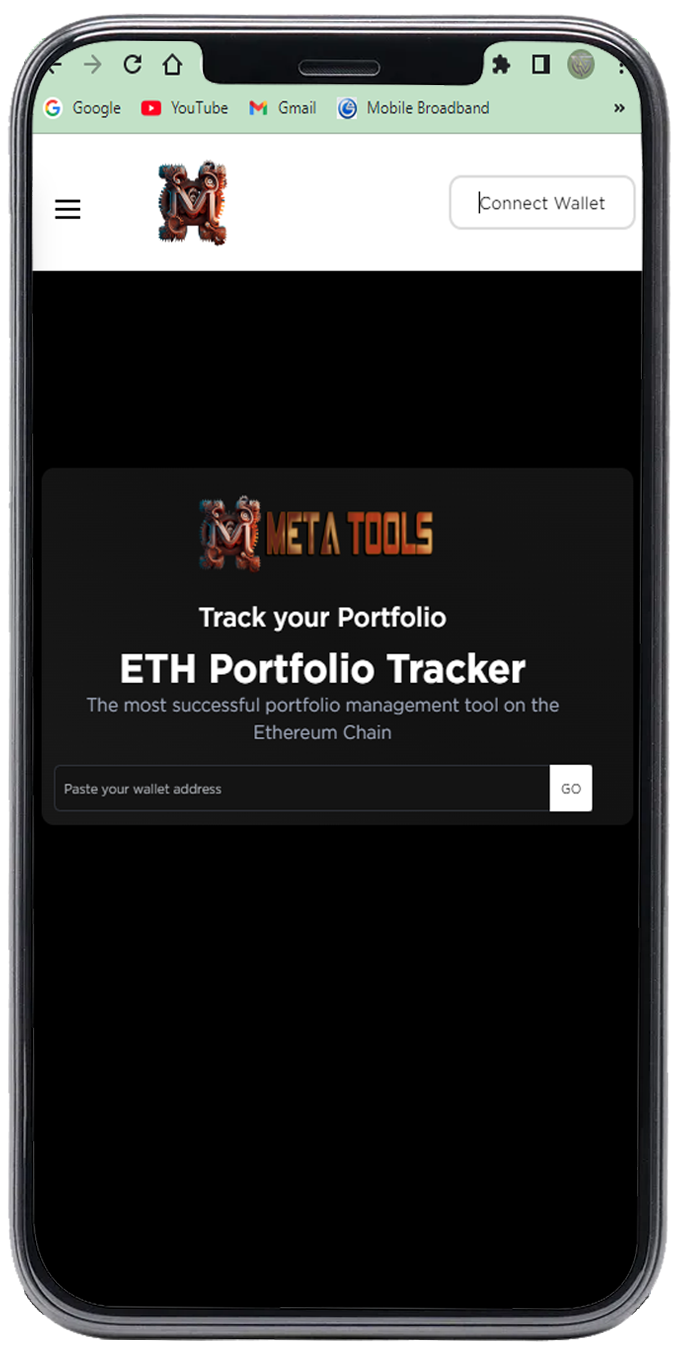 Google YouTube Gmail Mobile Broadband »
M
Connect Wallet
M META TOOLS
Track your Portfolio
ETH Portfolio Tracker
The most successful portfolio management tool on the
Ethereum Chain
Paste your wallet address GO